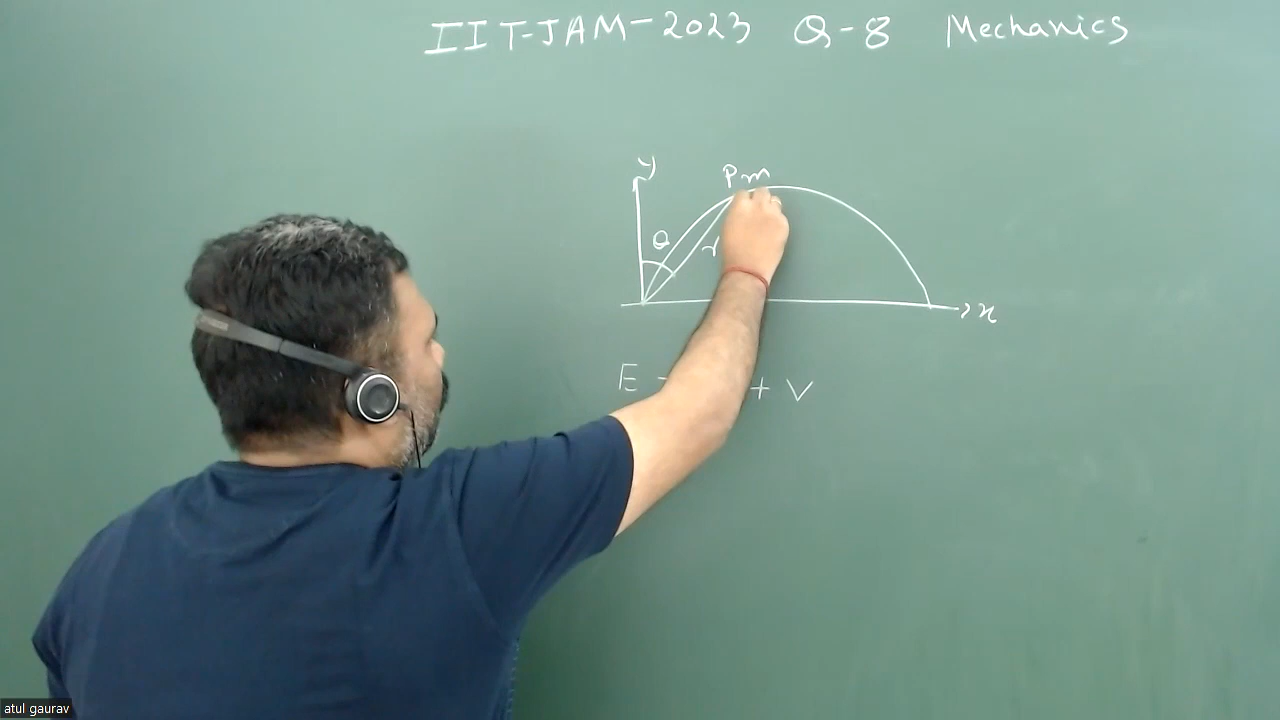 IIT-JAM-2023 Q-8 Mechanics
y
P m
θ
r
x
E + V
atul gaurav